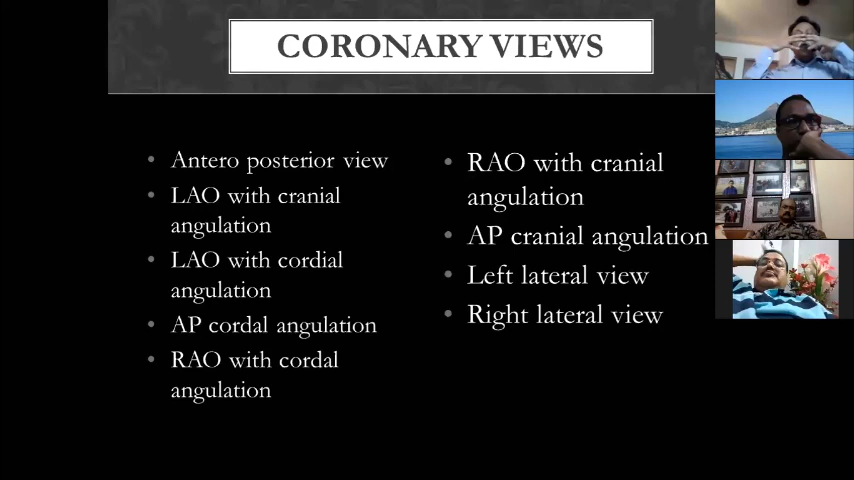 CORONARY VIEWS
• Antero posterior view
• LAO with cranial
angulation
• LAO with cordial
angulation
• AP cordal angulation
• RAO with cordal
angulation
• RAO with cranial
angulation
• AP cranial angulation
• Left lateral view
• Right lateral view